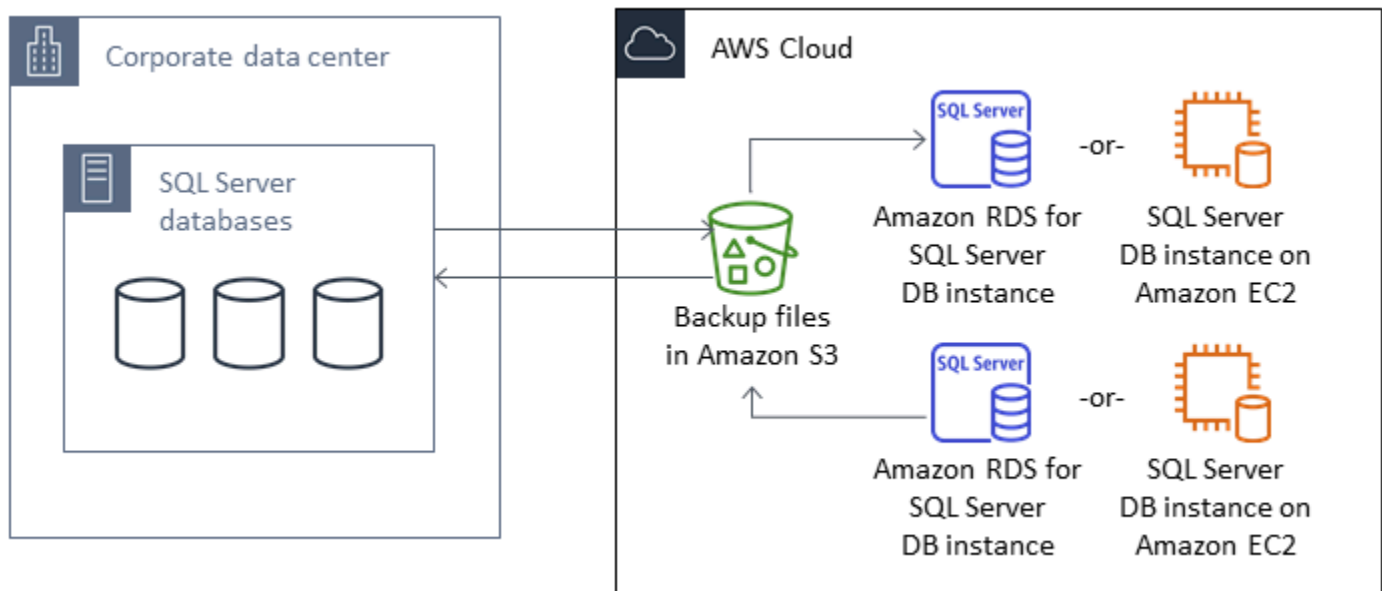 Corporate data center
SQL Server
databases
AWS Cloud
SQL Server
-or-
Amazon RDS for
SQL Server
DB instance
SQL Server
DB instance on
Amazon EC2
Backup files
in Amazon S3
SQL Server
-or-
Amazon RDS for
SQL Server
DB instance
SQL Server
DB instance on
Amazon EC2